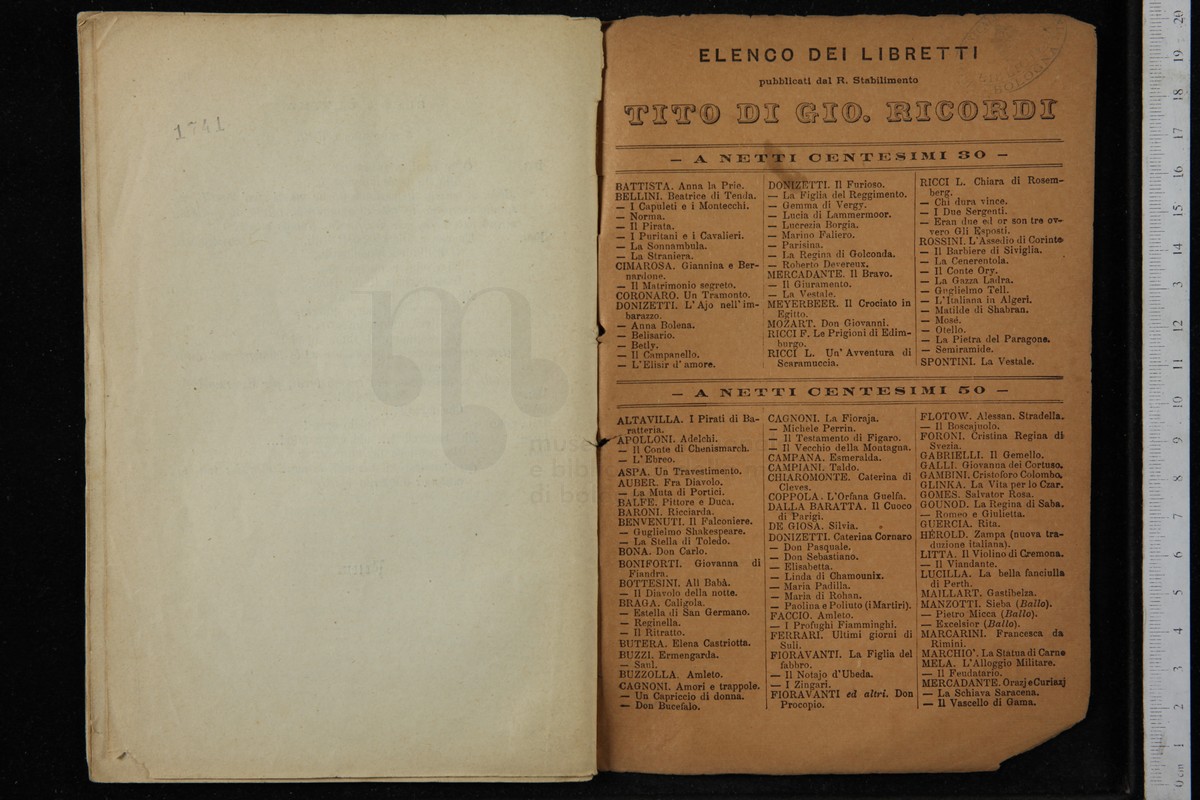 1741
ELENCO DEI LIBRETTI
pubblicati dal R. Stabilimento
TITO DI GIO. RICORDI
— A NETTI CENTESIMI 30 —
BATTISTA. Anna la Prie.
BELLINI. Beatrice di Tenda.
— I Capuleti e i Montecchi.
— Norma.
— Il Pirata.
— I Puritani e i Cavalieri.
— La Sonnambula.
— La Straniera.
CIMAROSA. Giannina e Ber-
nardone.
— Il Matrimonio segreto.
CORONARO. Un Tramonto.
DONIZETTI. L'Ajo nell'im-
barazzo.
— Anna Bolena.
— Belisario.
— Betly.
— Il Campanello.
— L'Elisir d'amore.
DONIZETTI. Il Furioso.
— La Figlia del Reggimento.
— Gemma di Vergy.
— Lucia di Lammermoor.
— Lucrezia Borgia.
— Marino Faliero.
— Parisina.
— La Regina di Golconda.
— Roberto Devereux.
MERCADANTE. Il Bravo.
— Il Giuramento.
— La Vestale.
MEYERBEER. Il Crociato in
Egitto.
MOZART. Don Giovanni.
RICCI F. Le Prigioni di Edim-
burgo.
RICCI L. Un'Avventura di
Scaramuccia.
RICCI L. Chiara di Rosem-
berg.
— Chi dura vince.
— I Due Sergenti.
— Eran due ed or son tre ov-
vero Gli Esposti.
ROSSINI. L'Assedio di Corinto
— Il Barbiere di Siviglia.
— La Cenerentola.
— Il Conte Ory.
— La Gazza Ladra.
— Guglielmo Tell.
— L'Italiana in Algeri.
— Matilde di Shabran.
— Mosé.
— Otello.
— La Pietra del Paragone.
— Semiramide.
SPONTINI. La Vestale.
— A NETTI CENTESIMI 50 —
ALTAVILLA. I Pirati di Ba-
ratteria.
APOLLONI. Adelchi.
— Il Conte di Chenismarch.
— L'Ebreo.
ASPA. Un Travestimento.
AUBER. Fra Diavolo.
— La Muta di Portici.
BALFE. Pittore e Duca.
BARONI. Ricciarda.
BENVENUTI. Il Falconiere.
— Guglielmo Shakespeare.
— La Stella di Toledo.
BONA. Don Carlo.
BONIFORTI. Giovanna di
Fiandra.
BOTTESINI. Alì Babà.
— Il Diavolo della notte.
BRAGA. Caligola.
— Estella di San Germano.
— Reginella.
— Il Ritratto.
BUTERA. Elena Castriotta.
BUZZI. Ermengarda.
— Saul.
BUZZOLLA. Amleto.
CAGNONI. Amori e trappole.
— Un Capriccio di donna.
— Don Bucefalo.
CAGNONI. La Fioraja.
— Michele Perrin.
— Il Testamento di Figaro.
— Il Vecchio della Montagna.
CAMPANA. Esmeralda.
CAMPIANI. Taldo.
CHIAROMONTE. Caterina di
Cleves.
COPPOLA. L'Orfana Guelfa.
DALLA BARATTA. Il Cuoco
di Parigi.
DE GIOSA. Silvia.
DONIZETTI. Caterina Cornaro
— Don Pasquale.
— Don Sebastiano.
— Elisabetta.
— Linda di Chamounix.
— Maria Padilla.
— Maria di Rohan.
— Paolina e Poliuto (i Martiri).
FACCIO. Amleto.
— I Profughi Fiamminghi.
FERRARI. Ultimi giorni di
Suli.
FIORAVANTI. La Figlia del
fabbro.
— Il Notajo d'Ubeda.
— I Zingari.
FIORAVANTI ed altri. Don
Procopio.
FLOTOW. Alessan. Stradella.
— Il Boscajuolo.
FORONI. Cristina Regina di
Svezia.
GABRIELLI. Il Gemello.
GALLI. Giovanna dei Cortuso.
GAMBINI. Cristoforo Colombo.
GLINKA. La Vita per lo Czar.
GOMES. Salvator Rosa.
GOUNOD. La Regina di Saba.
— Romeo e Giulietta.
GUERCIA. Rita.
HÉROLD. Zampa (nuova tra-
duzione italiana).
LITTA. Il Violino di Cremona.
— Il Viandante.
LUCILLA. La bella fanciulla
di Perth.
MAILLART. Gastibelza.
MANZOTTI. Sieba (Ballo).
— Pietro Micca (Ballo).
— Excelsior (Ballo).
MARCARINI. Francesca da
Rimini.
MARCHIO'. La Statua di Carne
MELA. L'Alloggio Militare.
— Il Feudatario.
MERCADANTE. Orazj e Curiazj
— La Schiava Saracena.
— Il Vascello di Gama.